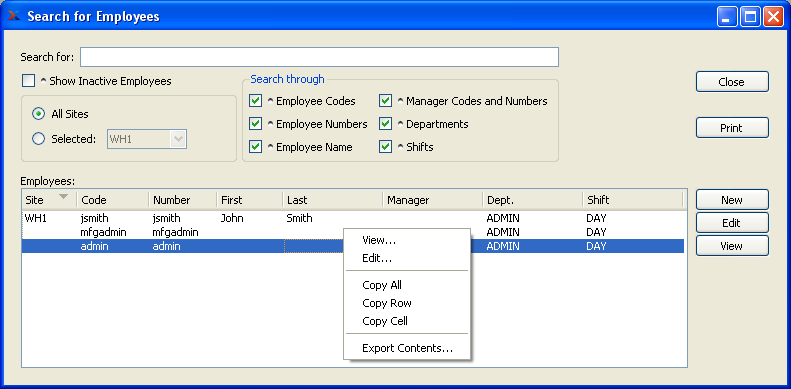 Search for Employees
Search for:
^ Show Inactive Employees
All Sites
Selected: WH1
Search through
^ Employee Codes ^ Manager Codes and Numbers
^ Employee Numbers ^ Departments
^ Employee Name ^ Shifts
Close
Print
Employees:
Site Code Number First Last Manager Dept. Shift
WH1 jsmith jsmith John Smith ADMIN DAY
mfgadmin mfgadmin ADMIN DAY
admin admin ADMIN DAY
New
Edit
View
View...
Edit...
Copy All
Copy Row
Copy Cell
Export Contents...